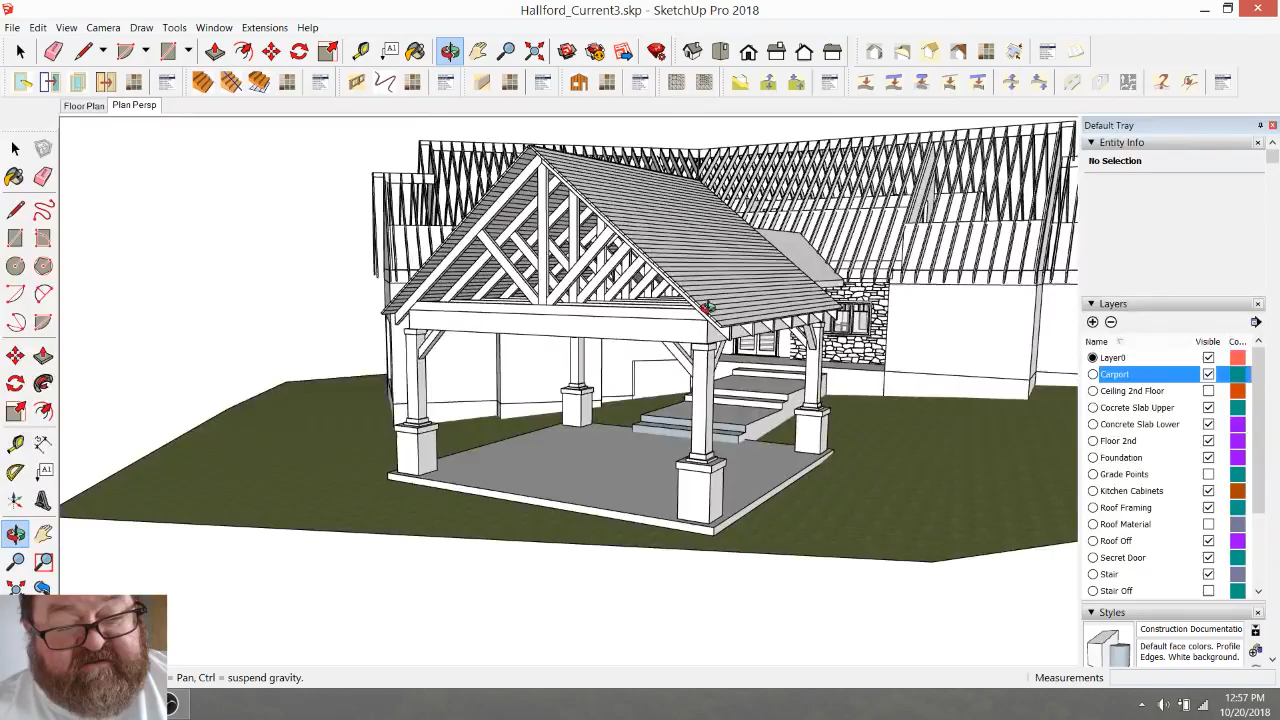 Hallford_Current3.skp - SketchUp Pro 2018
File Edit View Camera Draw Tools Window Extensions Help
Floor Plan Plan Persp
Default Tray
Entity Info
No Selection
Layers
Name Visible Co...
Layer0
Carport
Ceiling 2nd Floor
Cocrete Slab Upper
Concrete Slab Lower
Floor 2nd
Foundation
Grade Points
Kitchen Cabinets
Roof Framing
Roof Material
Roof Off
Secret Door
Stair
Stair Off
Styles
Construction Documentatio
Default face colors. Profile
Edges. White background.
= Pan, Ctrl = suspend gravity.
Measurements
12:57 PM
10/20/2018